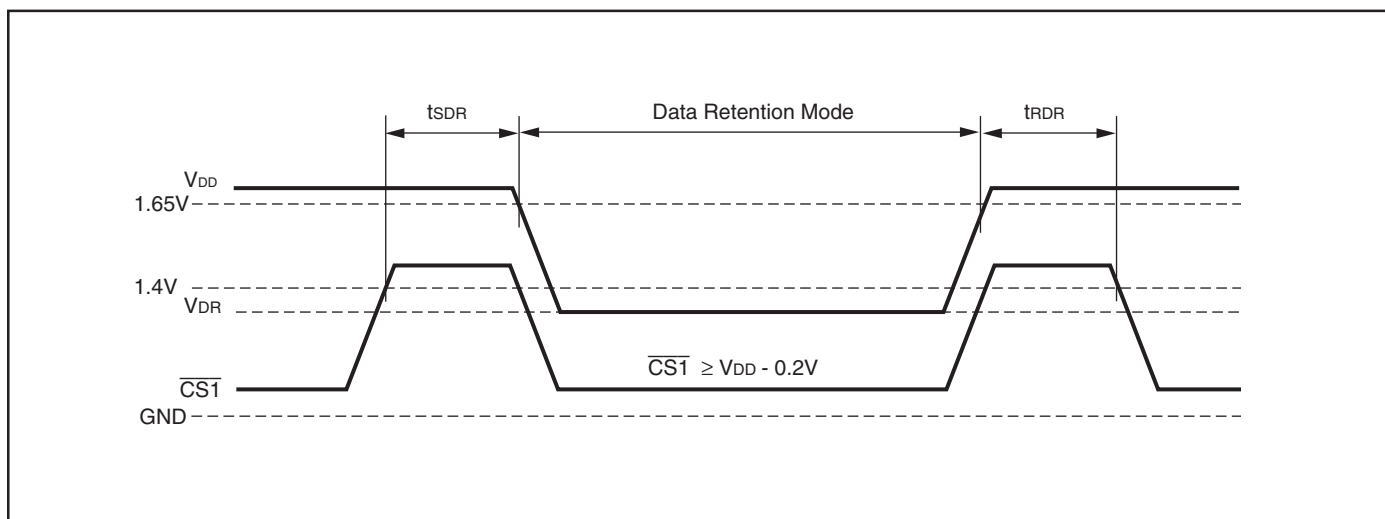 tSDR Data Retention Mode tRDR
VDD
1.65V
1.4V
VDR
CS1 ≥ VDD - 0.2V
CS1
GND